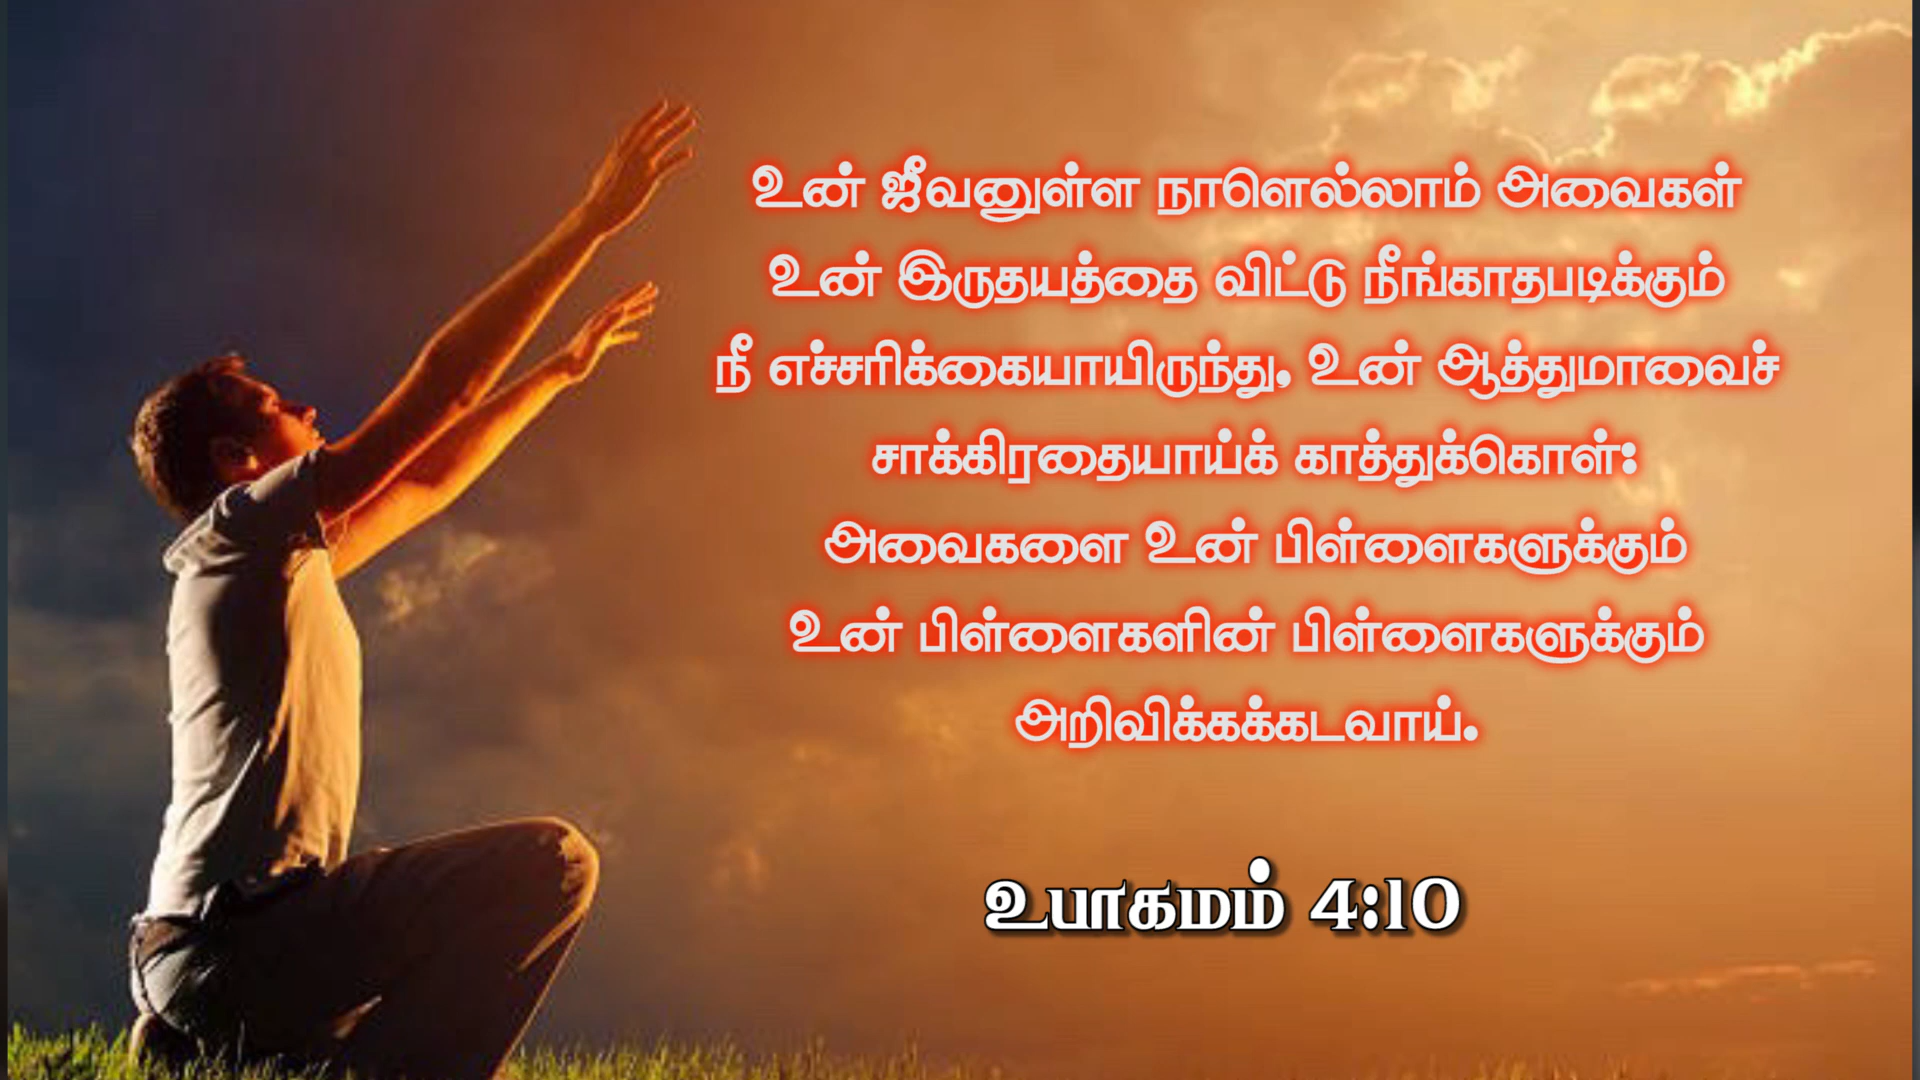 உன் ஜீவனுள்ள நாளெல்லாம் அவைகள்
உன் இருதயத்தை விட்டு நீங்காதபடிக்கும்
நீ எச்சரிக்கையாயிருந்து, உன் ஆத்துமாவைச்
சாக்கிரதையாய்க் காத்துக்கொள்:
அவைகளை உன் பிள்ளைகளுக்கும்
உன் பிள்ளைகளின் பிள்ளைகளுக்கும்
அறிவிக்கக்கடவாய்.
உபாகமம் 4:10